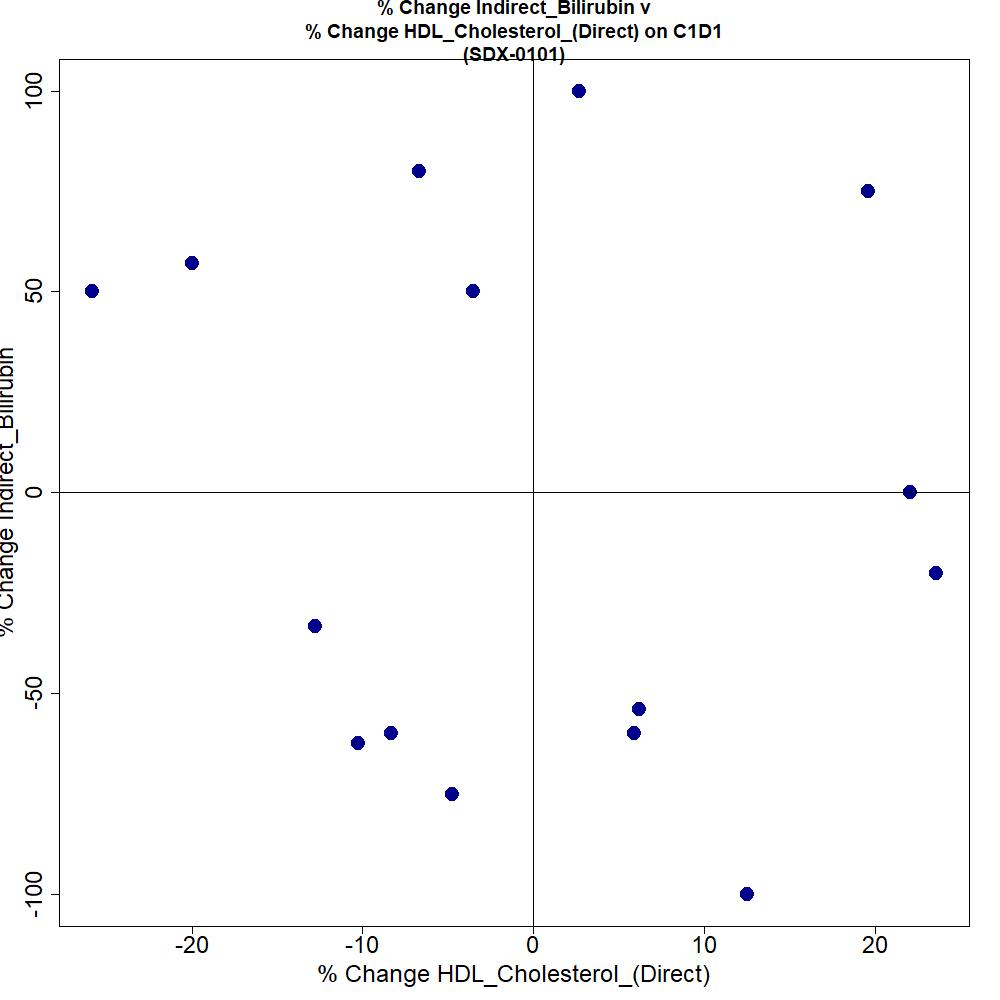 % Change Indirect_Bilirubin v
% Change HDL_Cholesterol_(Direct) on C1D1
(SDX-0101)
% Change Indirect_Bilirubin
100
50
0
-50
-100
-20
-10
0
10
20
% Change HDL_Cholesterol_(Direct)